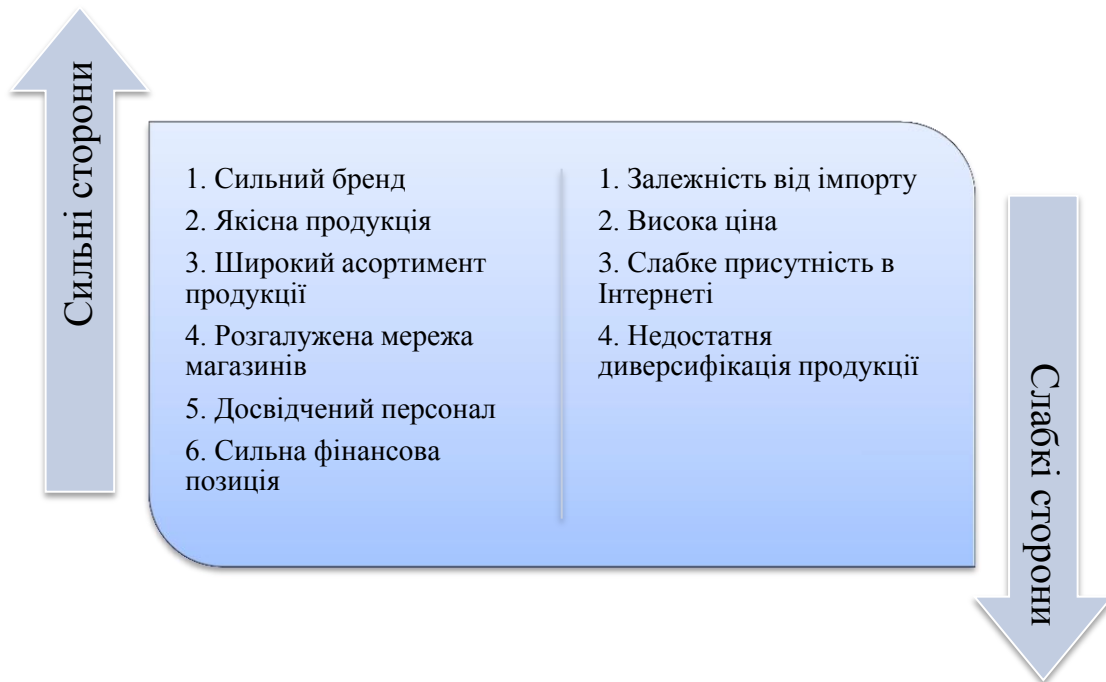 Сильні сторони
1. Сильний бренд
2. Якісна продукція
3. Широкий асортимент
продукції
4. Розгалужена мережа
магазинів
5. Досвідчений персонал
6. Сильна фінансова
позиція
1. Залежність від імпорту
2. Висока ціна
3. Слабке присутність в
Інтернеті
4. Недостатня
диверсифікація продукції
Слабкі сторони